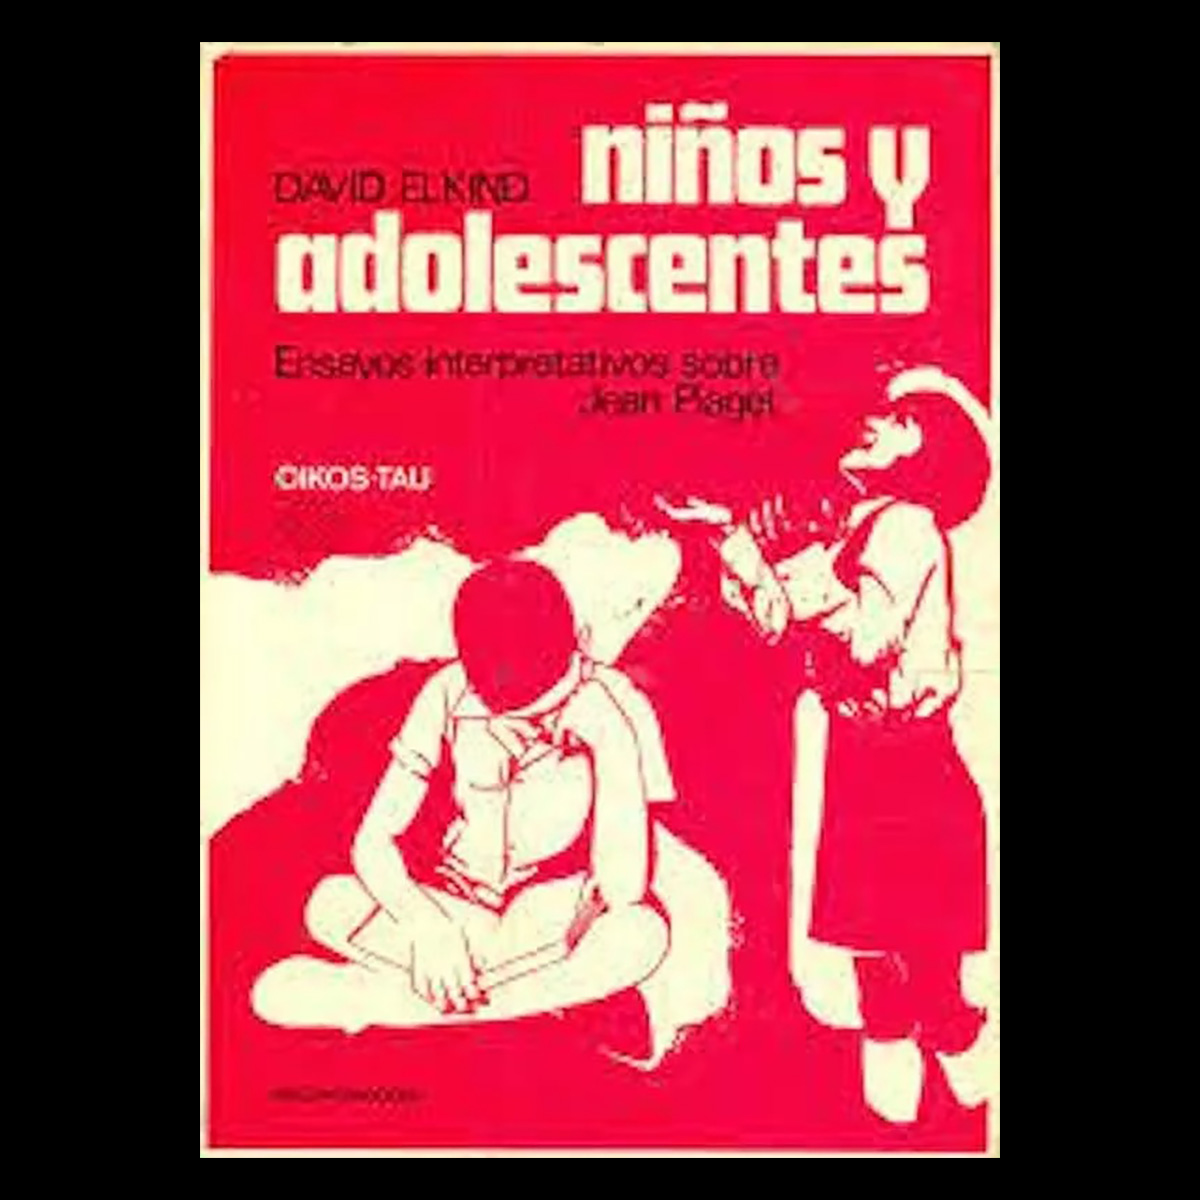 niños y
DAVID ELKIND
adolescentes
Ensayos interpretativos sobre
Jean Piaget
OIKOS-TAU